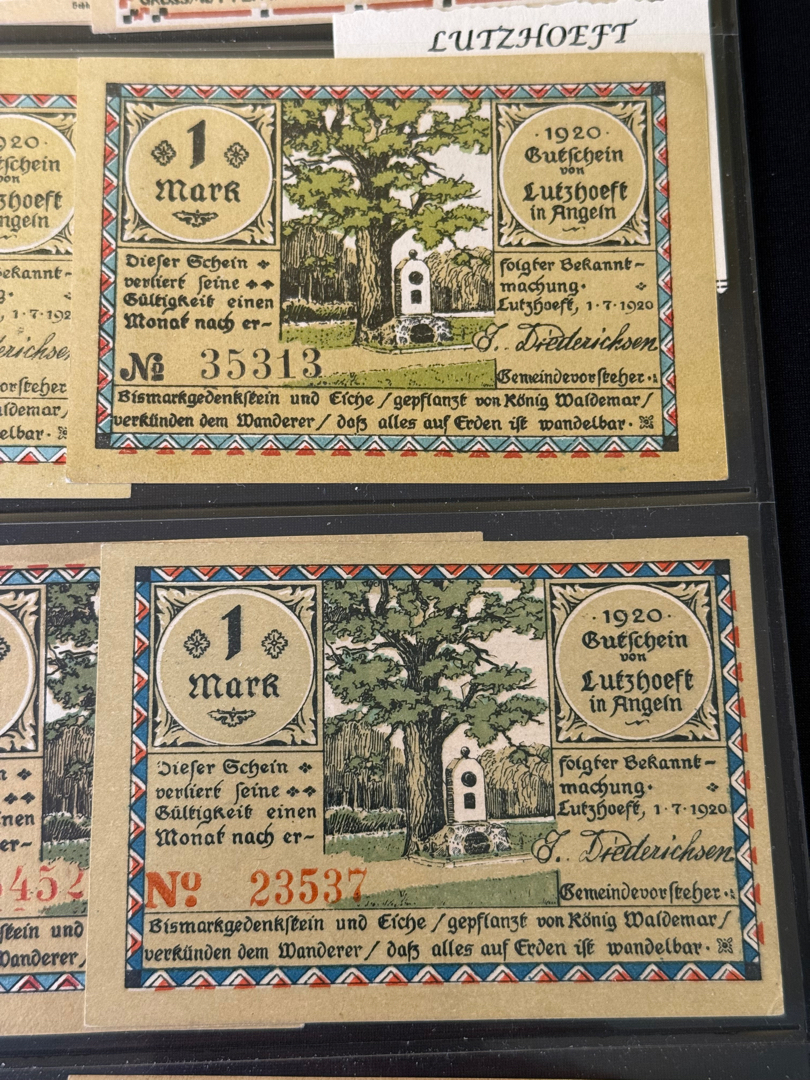 LUTZHOEFT
1
Mark
·1920·
Gutschein
von
Lutzhoeft
in Angeln
Dieser Schein
verliert seine
Gültigkeit einen
Monat nach er-
folgter Bekannt-
machung.
Lutzhoeft, 1·7·1920
J. Diederichsen
Gemeindevorsteher.
No 35313
Bismarkgedenkstein und Eiche / gepflanzt von König Waldemar /
verkünden dem Wanderer / daß alles auf Erden ist wandelbar.
1
Mark
·1920·
Gutschein
von
Lutzhoeft
in Angeln
Dieser Schein
verliert seine
Gültigkeit einen
Monat nach er-
folgter Bekannt-
machung.
Lutzhoeft, 1·7·1920
J. Diederichsen
Gemeindevorsteher.
No 23537
Bismarkgedenkstein und Eiche / gepflanzt von König Waldemar /
verkünden dem Wanderer / daß alles auf Erden ist wandelbar.